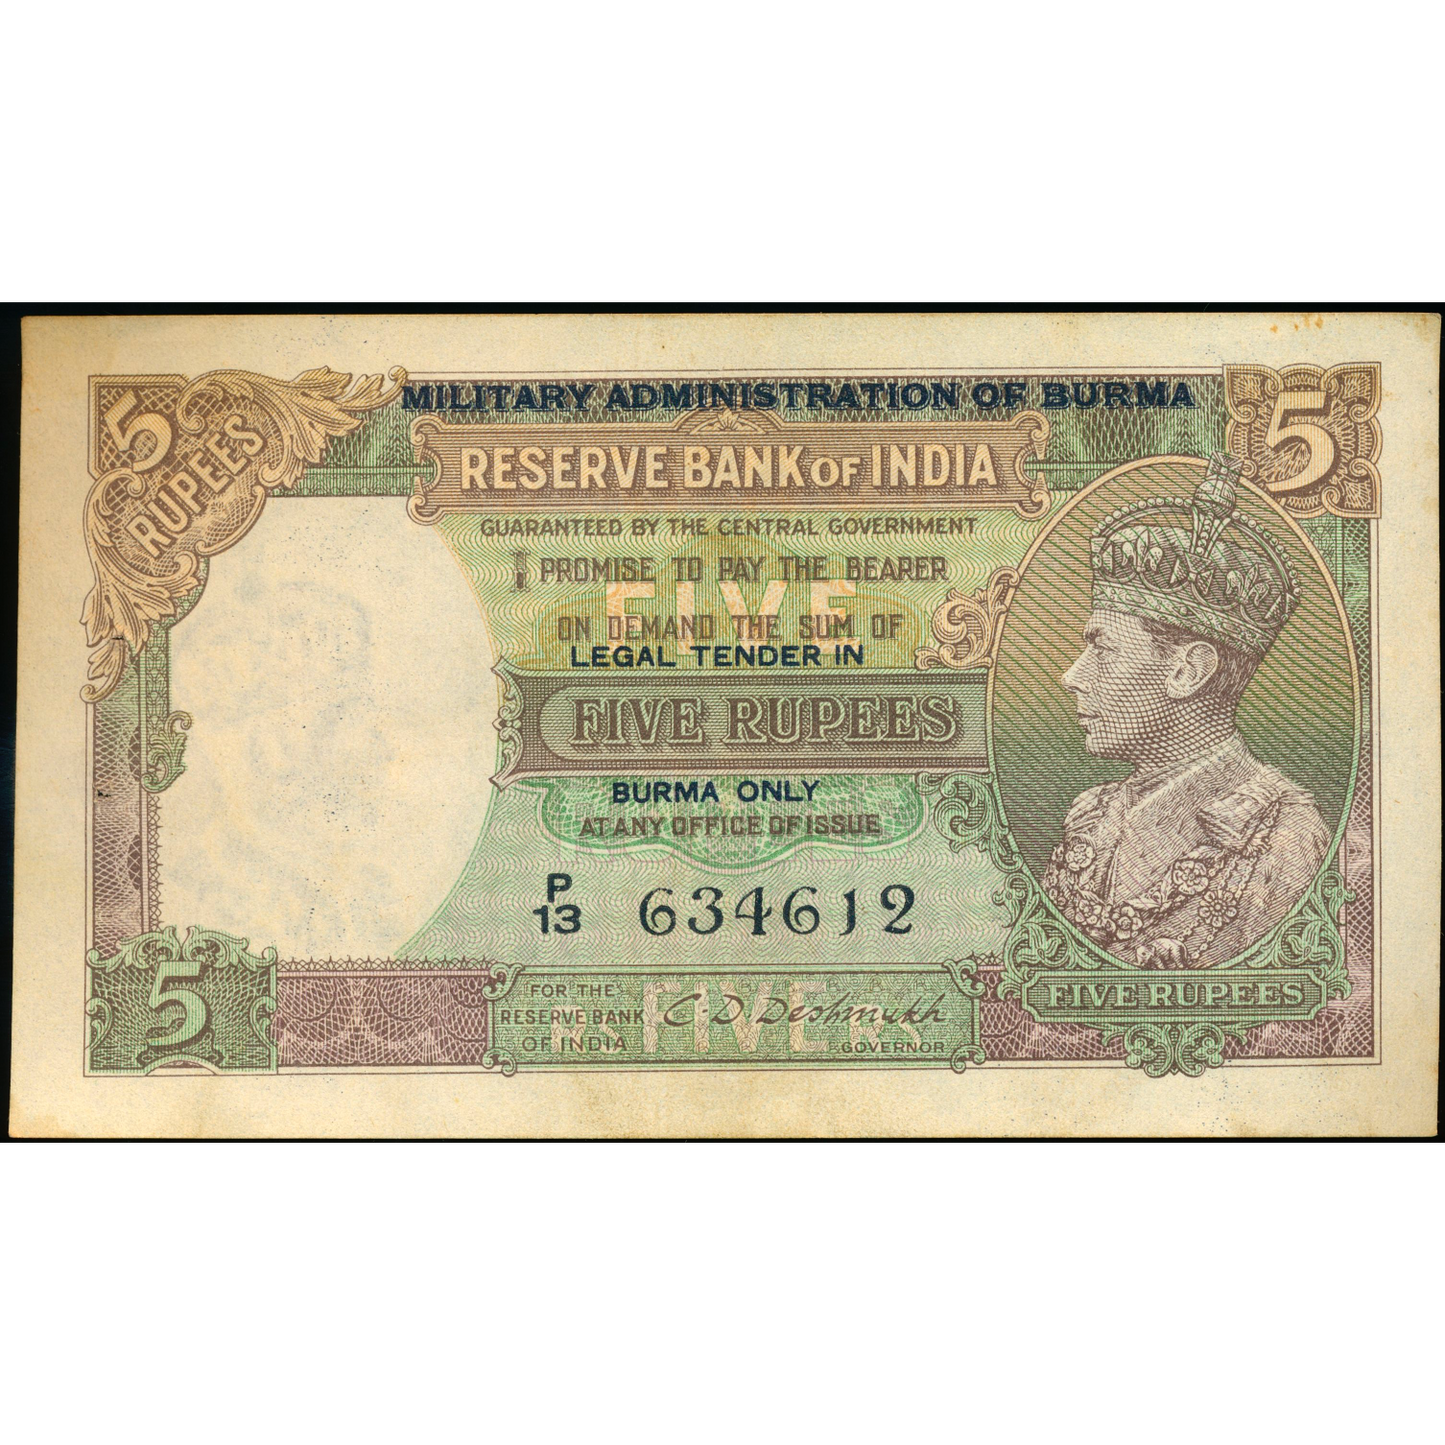 5
RUPEES
MILITARY ADMINISTRATION OF BURMA
5
RESERVE BANK OF INDIA
GUARANTEED BY THE CENTRAL GOVERNMENT
I PROMISE TO PAY THE BEARER
FIVE
ON DEMAND THE SUM OF
LEGAL TENDER IN
FIVE RUPEES
BURMA ONLY
AT ANY OFFICE OF ISSUE
P
13 634612
5
FOR THE
RESERVE BANK
OF INDIA
FIVE
C. D. Deshmukh
GOVERNOR
FIVE RUPEES